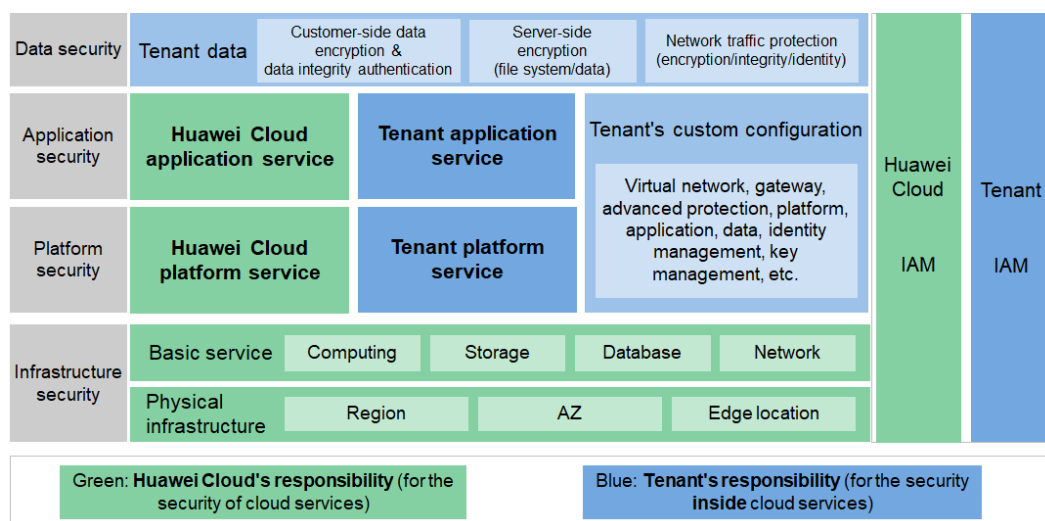 Data security
Tenant data
Customer-side data
encryption &
data integrity authentication
Server-side
encryption
(file system/data)
Network traffic protection
(encryption/integrity/identity)
Application
security
Huawei Cloud
application service
Tenant application
service
Tenant's custom configuration
Virtual network, gateway,
advanced protection, platform,
application, data, identity
management, key
management, etc.
Platform
security
Huawei Cloud
platform service
Tenant platform
service
Infrastructure
security
Basic service
Computing
Storage
Database
Network
Physical
infrastructure
Region
AZ
Edge location
Huawei
Cloud
IAM
Tenant
IAM
Green: Huawei Cloud's responsibility (for the
security of cloud services)
Blue: Tenant's responsibility (for the security
inside cloud services)